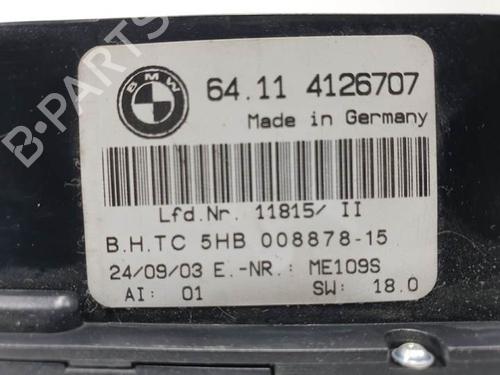 BMW
64.11 4126707
Made in Germany
Lfd.Nr. 11815/ II
B.H.TC 5HB 008878-15
24/09/03 E.-NR.: ME109S
AI: 01 SW: 18.0
B-PARTS